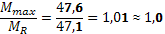 M_max / M_R = 47,6 / 47,1 = 1,01 ≈ 1,0